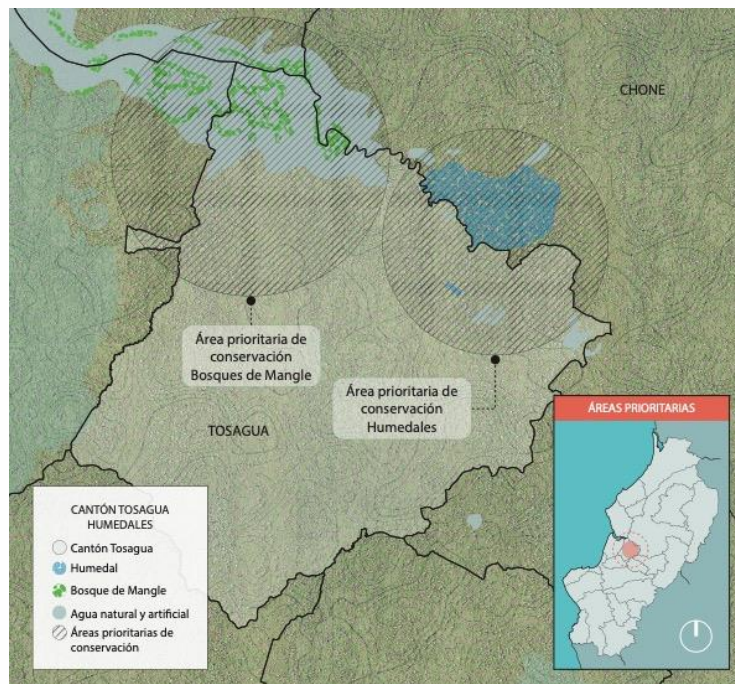 CHONE
Área prioritaria de
conservación
Bosques de Mangle
Área prioritaria de
conservación
Humedales
TOSAGUA
ÁREAS PRIORITARIAS
CANTÓN TOSAGUA
HUMEDALES
Cantón Tosagua
Humedal
Bosque de Mangle
Agua natural y artificial
Áreas prioritarias de
conservación